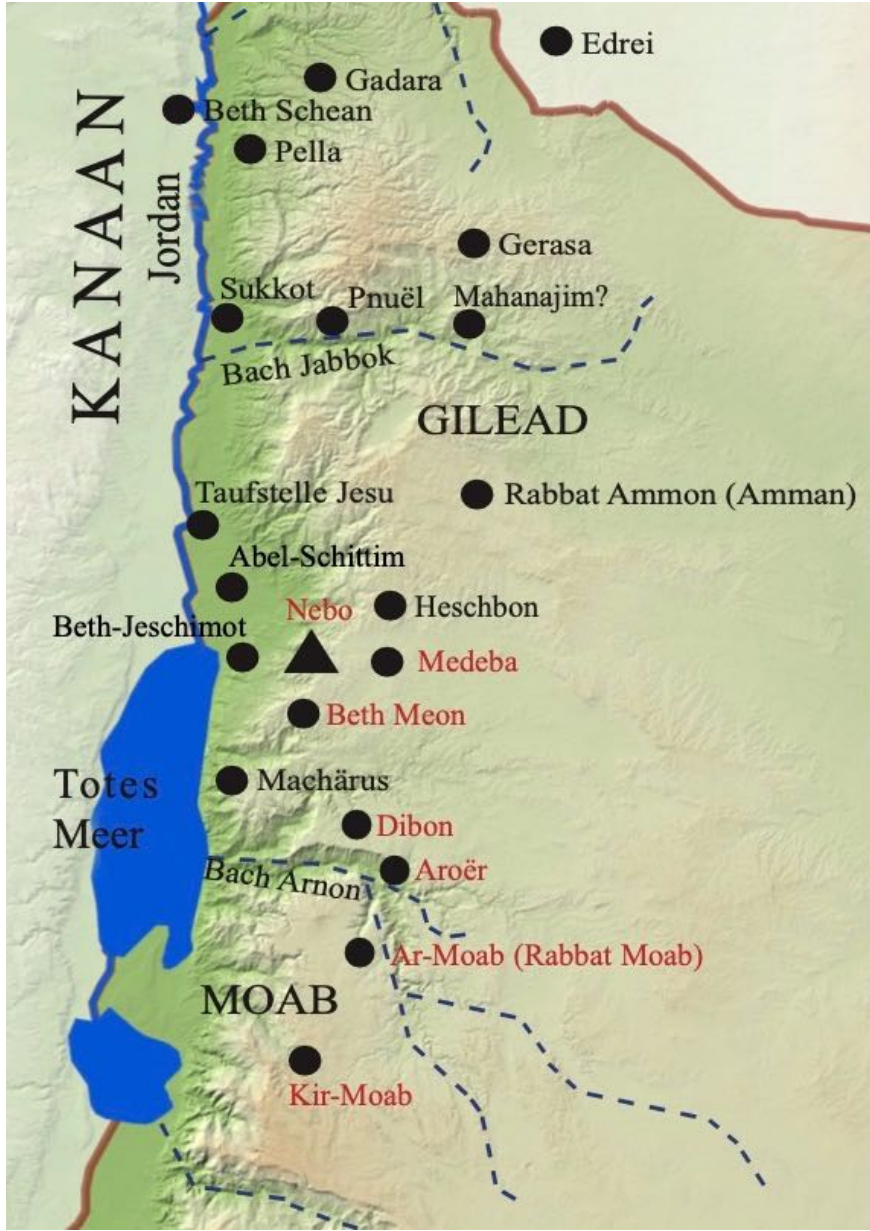 Edrei
Gadara
Beth Schean
KANAAN
Pella
Jordan
Gerasa
Sukkot
Pnuël
Mahanajim?
Bach Jabbok
GILEAD
Taufstelle Jesu
Rabbat Ammon (Amman)
Abel-Schittim
Nebo
Heschbon
Beth-Jeschimot
Medeba
Beth Meon
Totes
Meer
Machärus
Dibon
Bach Arnon
Aroër
Ar-Moab (Rabbat Moab)
MOAB
Kir-Moab